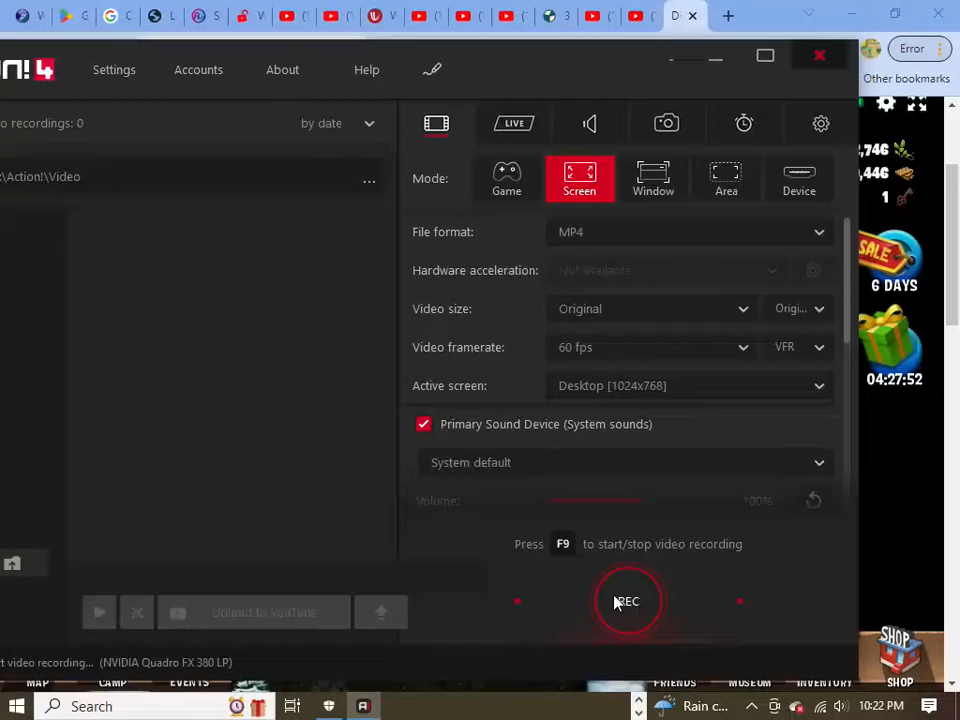 Error
Other bookmarks
n! 4
Settings
Accounts
About
Help
o recordings: 0
by date
LIVE
\Action!\Video
...
Mode:
Game
Screen
Window
Area
Device
File format:
MP4
Hardware acceleration:
Not available
Video size:
Original
Origi...
Video framerate:
60 fps
VFR
Active screen:
Desktop [1024x768]
Primary Sound Device (System sounds)
System default
Volume:
100%
Press F9 to start/stop video recording
REC
Upload to YouTube
t video recording... (NVIDIA Quadro FX 380 LP)
2,746
,446
1
SALE
6 DAYS
04:27:52
SHOP
MAP
CAMP
EVENTS
FRIENDS
MUSEUM
INVENTORY
SHOP
Search
Rain c...
10:22 PM